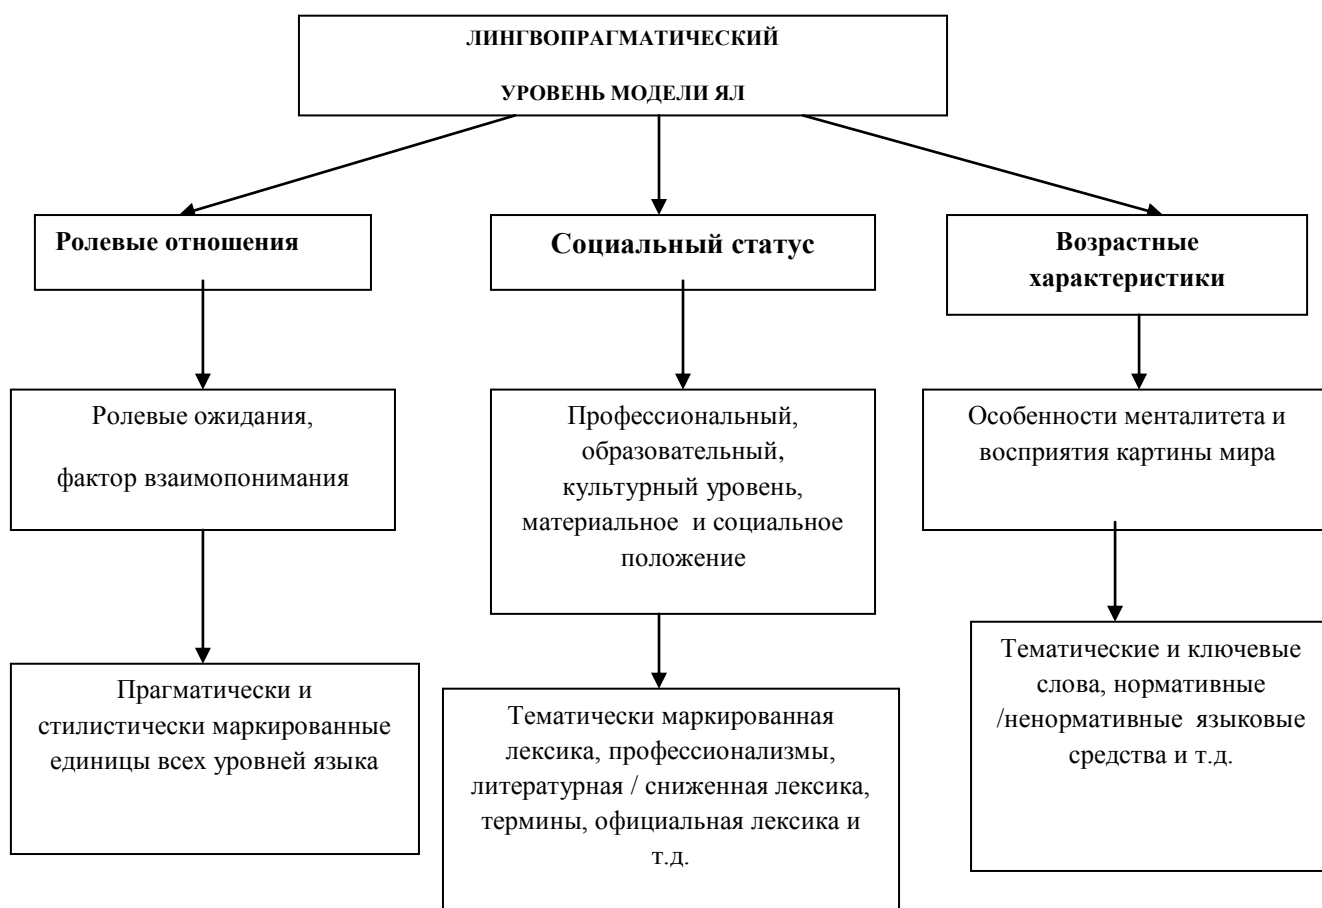 ЛИНГВОПРАГМАТИЧЕСКИЙ
УРОВЕНЬ МОДЕЛИ ЯЛ
Ролевые отношения
Социальный статус
Возрастные
характеристики
Ролевые ожидания,
фактор взаимопонимания
Профессиональный,
образовательный,
культурный уровень,
материальное и социальное
положение
Особенности менталитета и
восприятия картины мира
Прагматически и
стилистически маркированные
единицы всех уровней языка
Тематически маркированная
лексика, профессионализмы,
литературная / сниженная лексика,
термины, официальная лексика и
т.д.
Тематические и ключевые
слова, нормативные
/ненормативные языковые
средства и т.д.